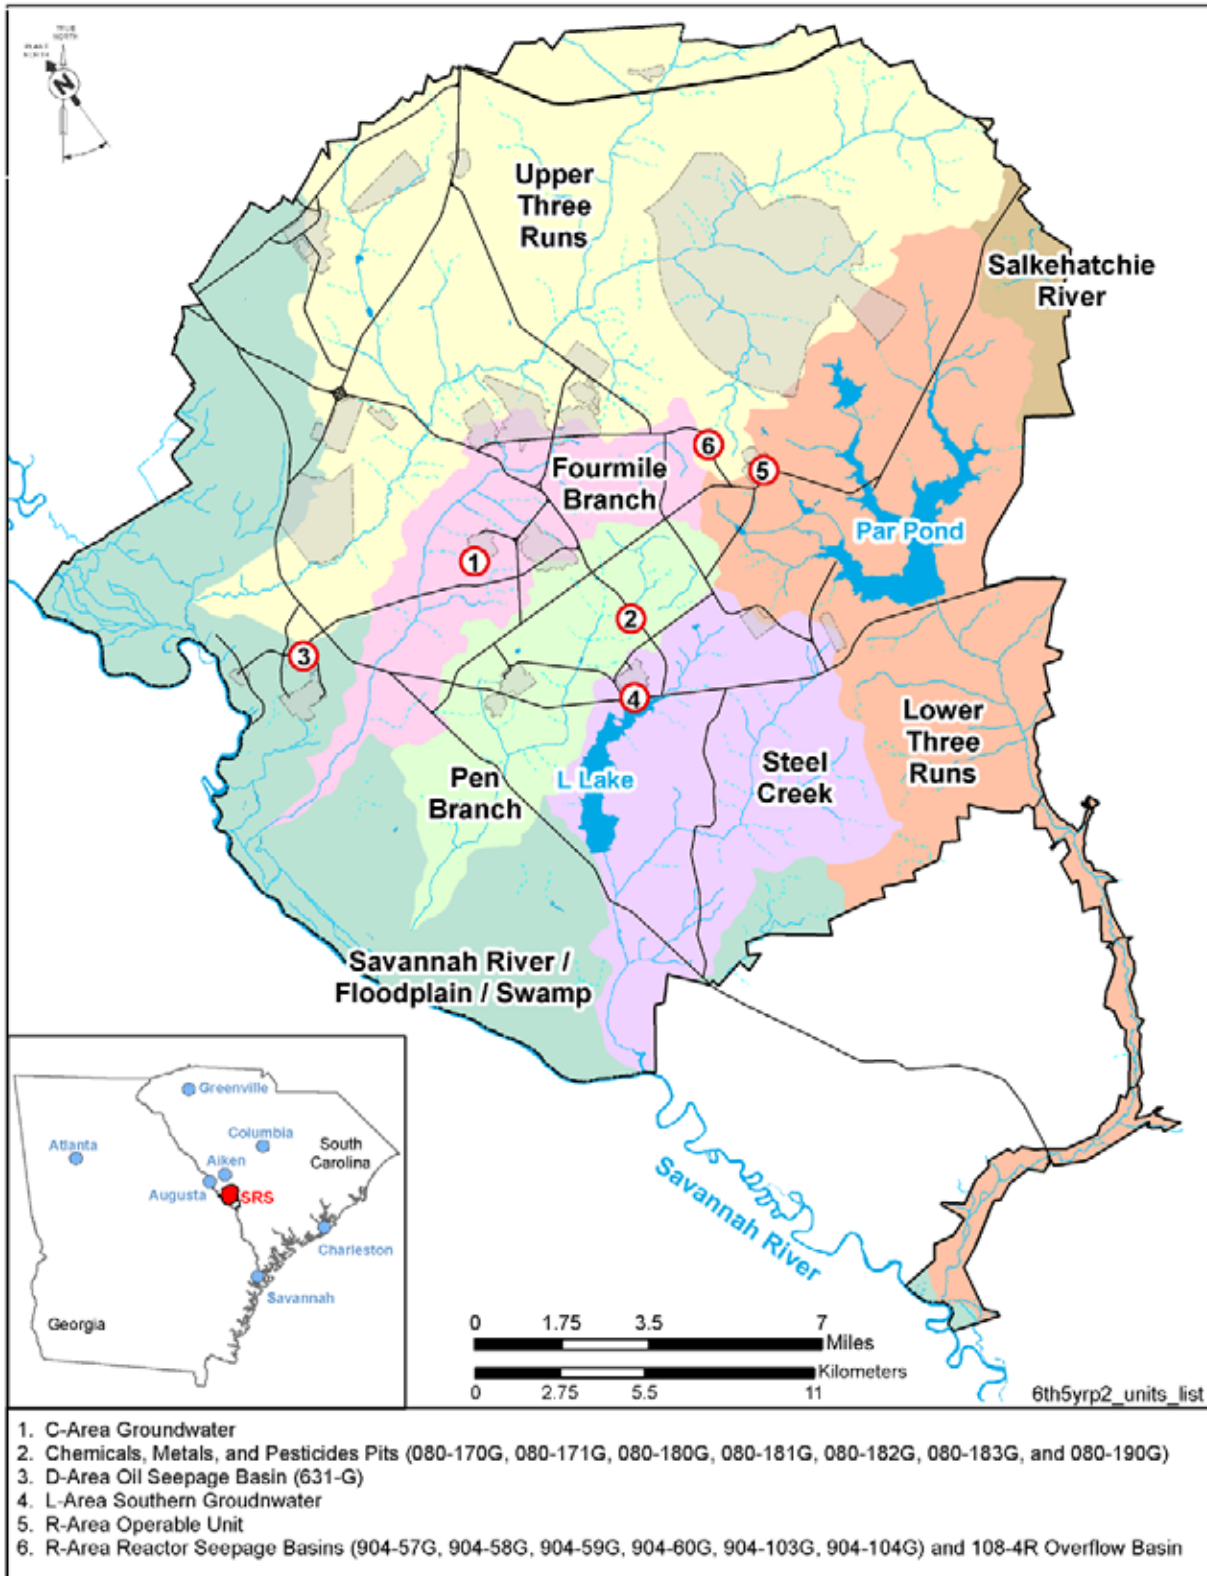 TRUE
NORTH
PLANT
NORTH
N
Upper
Three
Runs
Salkehatchie
River
6
Fourmile
Branch
5
Par Pond
1
2
3
4
Lower
Three
Runs
Steel
Creek
L Lake
Pen
Branch
Savannah River /
Floodplain / Swamp
Savannah River
Greenville
Columbia
Atlanta
South
Carolina
Aiken
Augusta
SRS
Charleston
Savannah
Georgia
0 1.75 3.5 7
Miles
Kilometers
0 2.75 5.5 11
6th5yrp2_units_list
1. C-Area Groundwater
2. Chemicals, Metals, and Pesticides Pits (080-170G, 080-171G, 080-180G, 080-181G, 080-182G, 080-183G, and 080-190G)
3. D-Area Oil Seepage Basin (631-G)
4. L-Area Southern Groudnwater
5. R-Area Operable Unit
6. R-Area Reactor Seepage Basins (904-57G, 904-58G, 904-59G, 904-60G, 904-103G, 904-104G) and 108-4R Overflow Basin